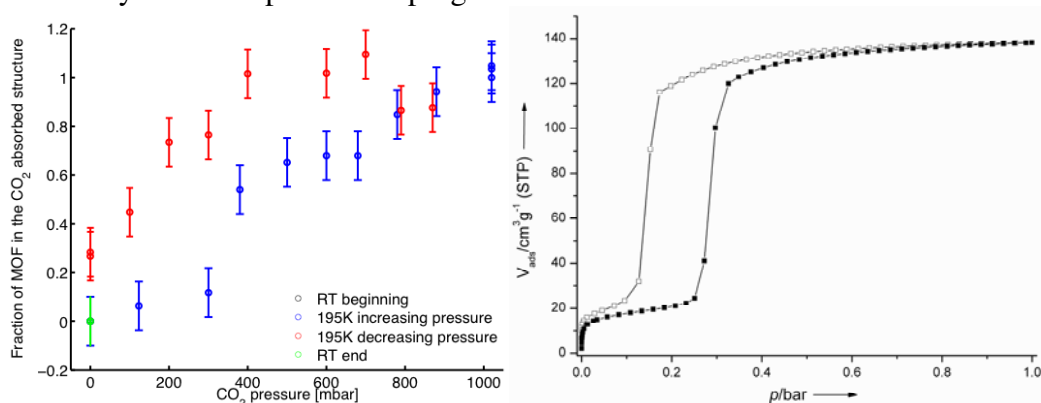 Fraction of MOF in the CO2 absorbed structure
1.2
1
0.8
0.6
0.4
0.2
0
−0.2
RT beginning
195K increasing pressure
195K decreasing pressure
RT end
0 200 400 600 800 1000
CO2 pressure [mbar]
Vads/cm³g⁻¹ (STP)
140
120
100
80
60
40
20
0
0.0 0.2 0.4 0.6 0.8 1.0
p/bar